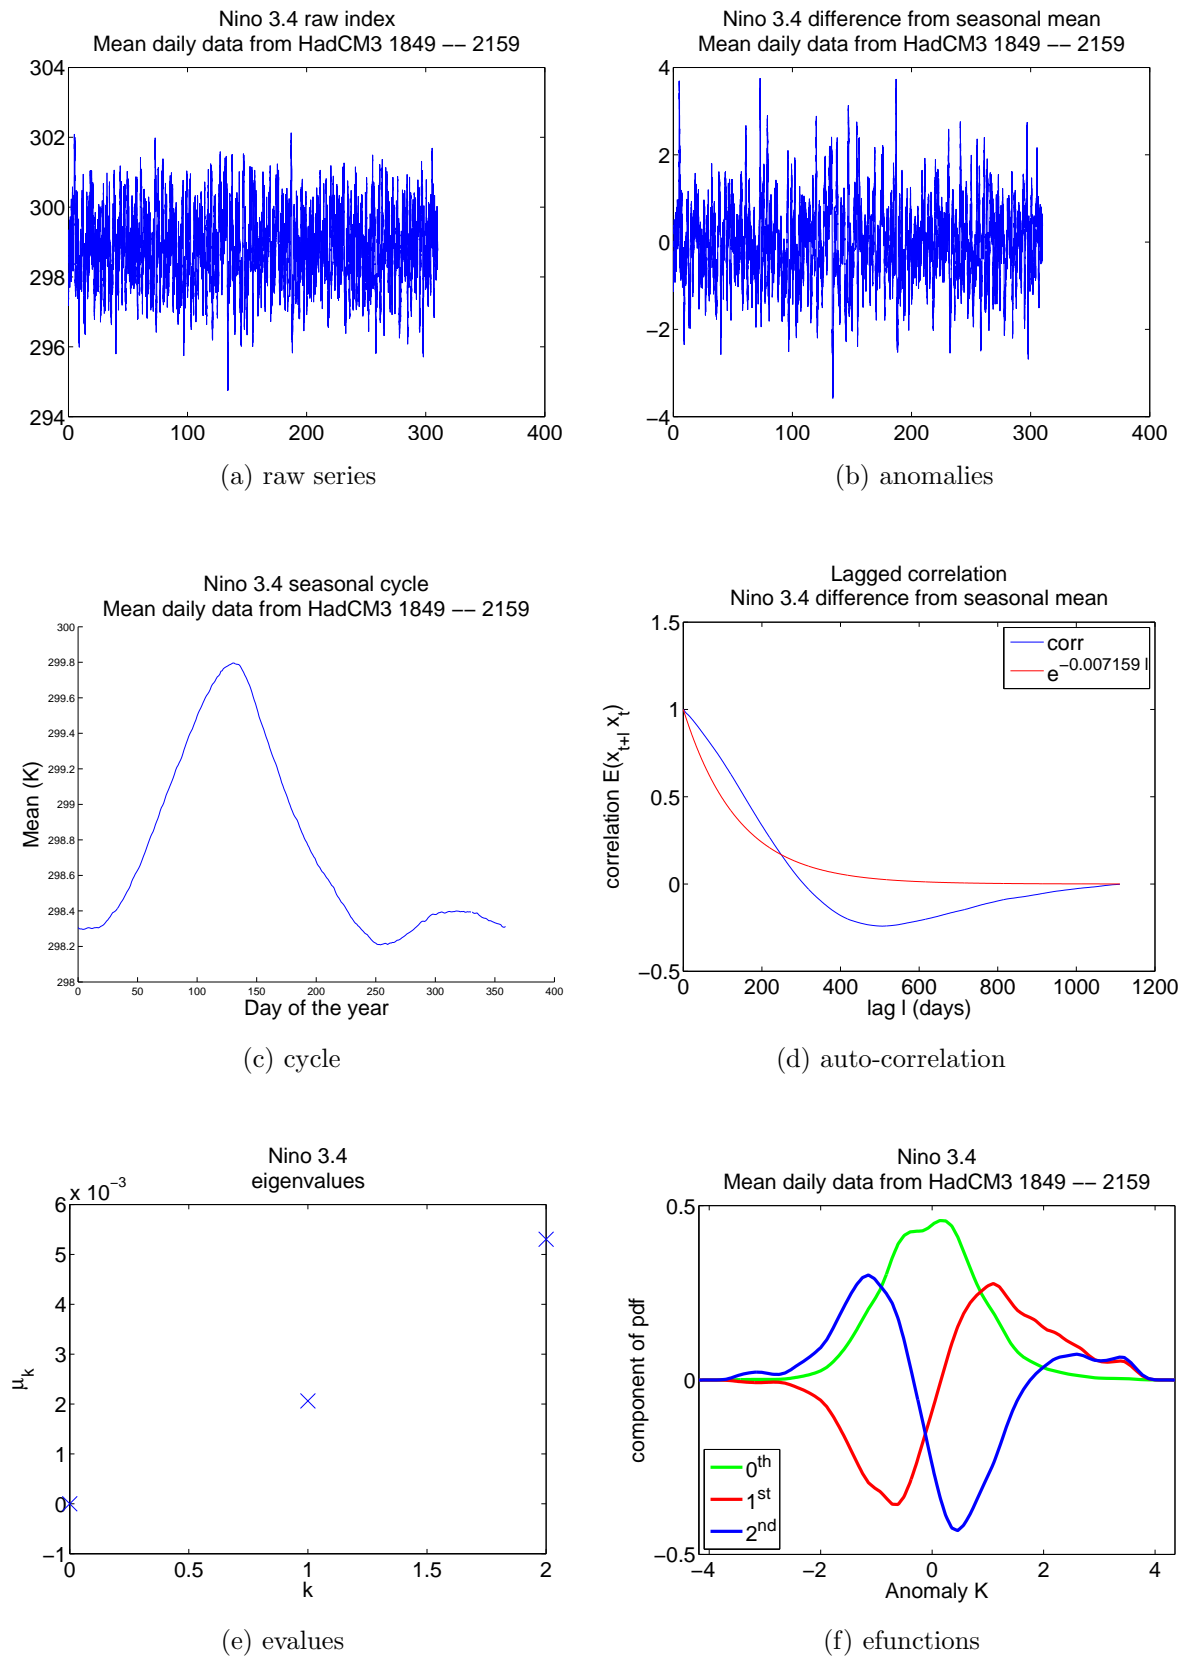 Nino 3.4 raw index
Mean daily data from HadCM3 1849 −− 2159
304
302
300
298
296
294
0 100 200 300 400
(a) raw series
Nino 3.4 difference from seasonal mean
Mean daily data from HadCM3 1849 −− 2159
4
2
0
−2
−4
0 100 200 300 400
(b) anomalies
Nino 3.4 seasonal cycle
Mean daily data from HadCM3 1849 −− 2159
300
299.8
299.6
299.4
299.2
299
298.8
298.6
298.4
298.2
298
Mean (K)
0 50 100 150 200 250 300 350 400
Day of the year
(c) cycle
Lagged correlation
Nino 3.4 difference from seasonal mean
1.5
1
0.5
0
−0.5
correlation E(x_{t+l} x_t)
corr
e^{−0.007159 l}
0 200 400 600 800 1000 1200
lag l (days)
(d) auto-correlation
Nino 3.4
eigenvalues
x 10^{−3}
6
5
4
3
2
1
0
−1
μ_k
0 0.5 1 1.5 2
k
(e) evalues
Nino 3.4
Mean daily data from HadCM3 1849 −− 2159
0.5
0
−0.5
component of pdf
0^{th}
1^{st}
2^{nd}
−4 −2 0 2 4
Anomaly K
(f) efunctions